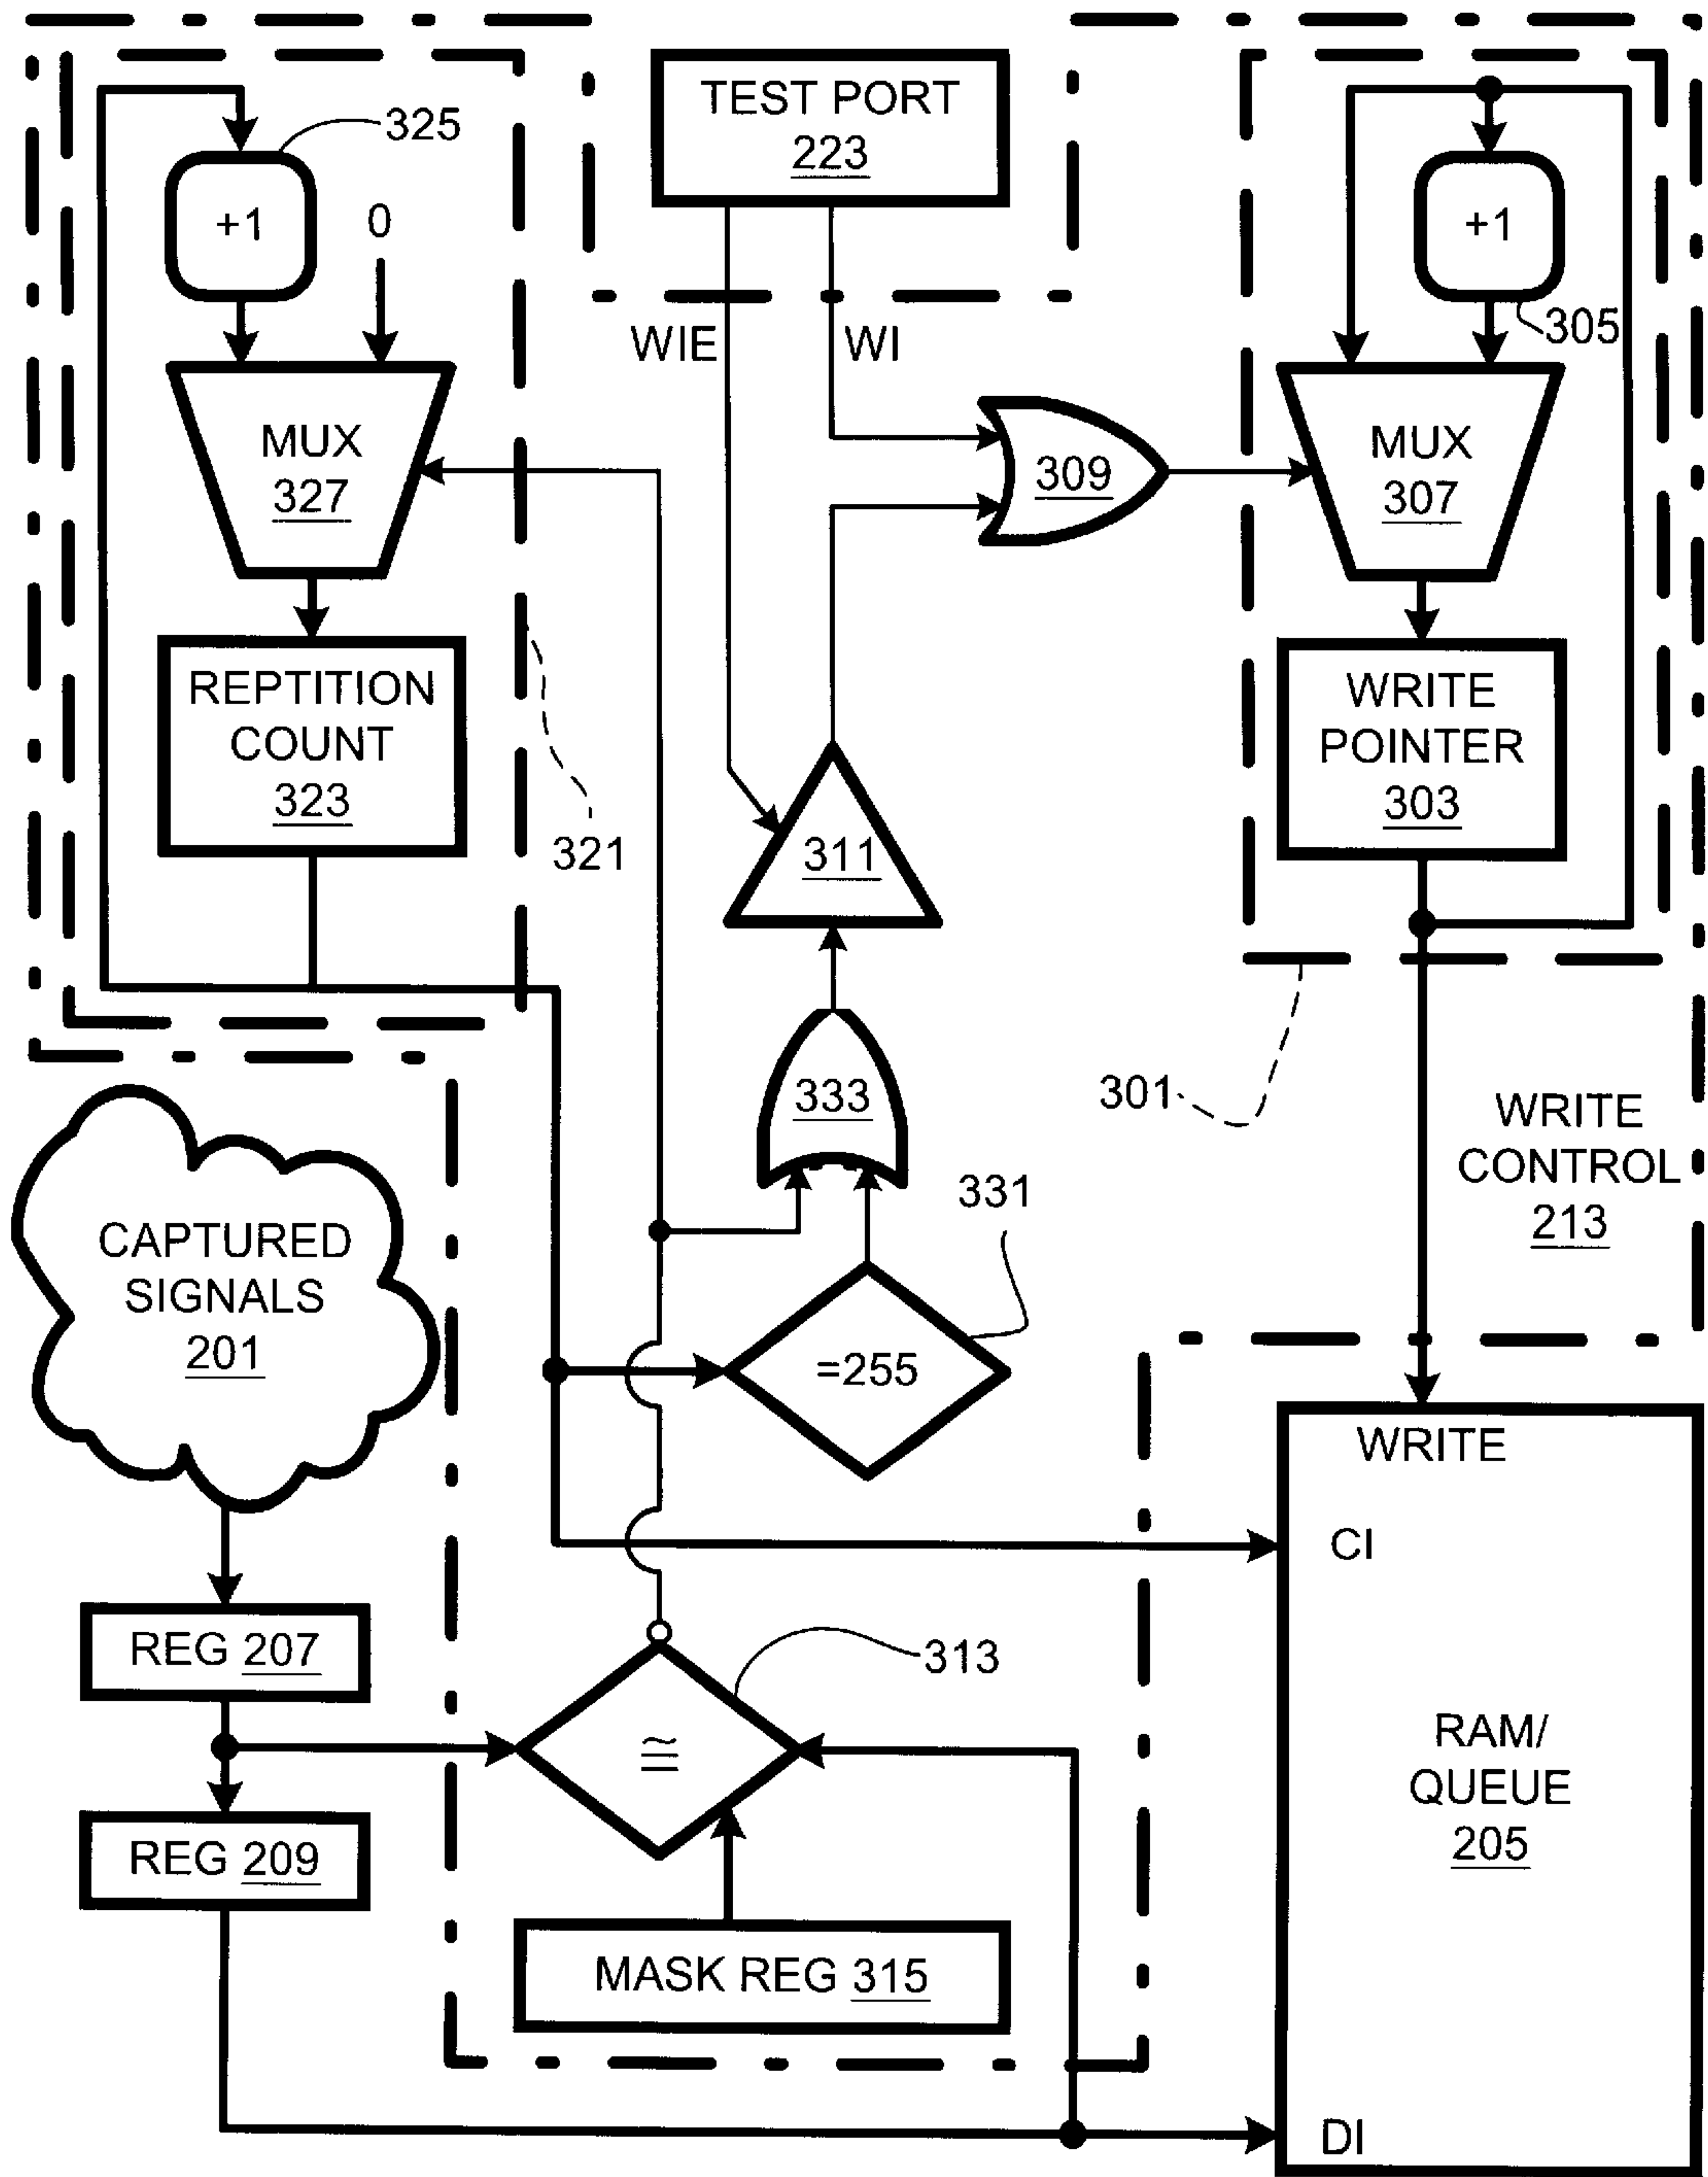 TEST PORT
223
325
+1
0
+1
305
WIE
WI
MUX
327
309
MUX
307
REPTITION
COUNT
323
WRITE
POINTER
303
321
311
333
301
WRITE
CONTROL
213
331
CAPTURED
SIGNALS
201
=255
WRITE
CI
REG 207
313
≅
RAM/
QUEUE
205
REG 209
MASK REG 315
DI